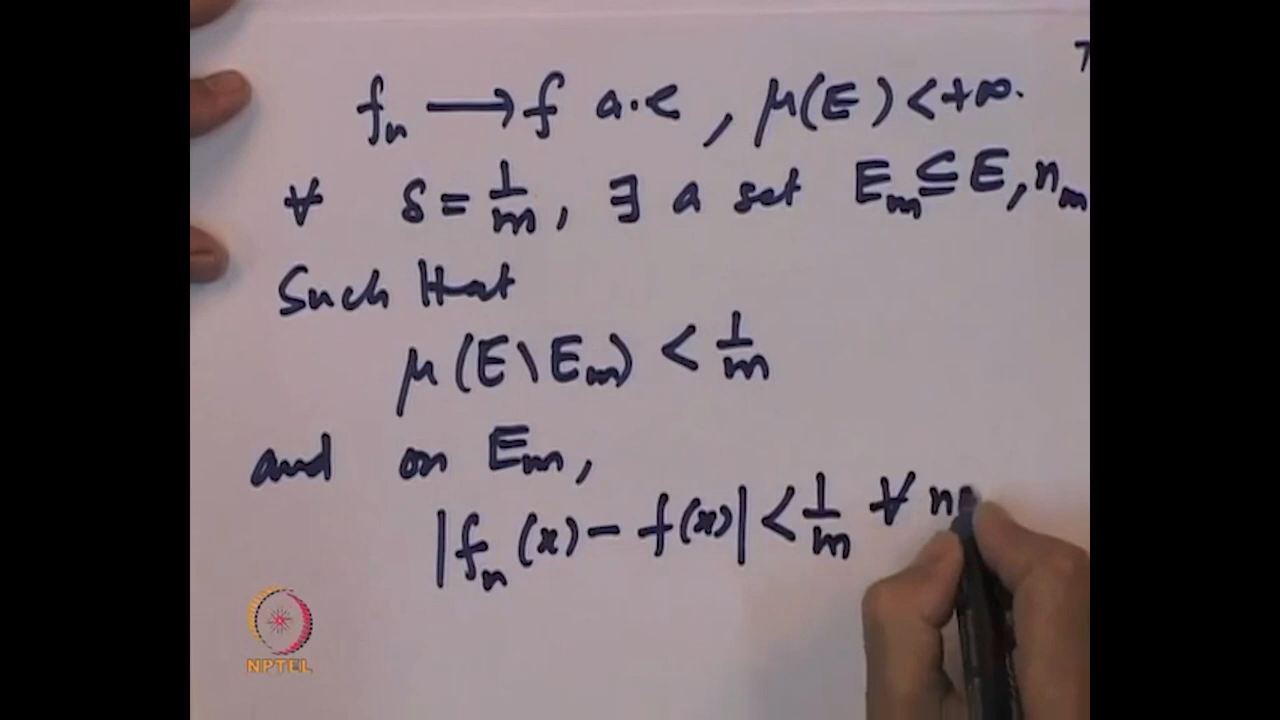 fₙ ⟶ f a.e, μ(E) < +∞.
∀ δ = 1/m, ∃ a set Eₘ ⊆ E, nₘ
Such that
μ(E \ Eₘ) < 1/m
and on Eₘ,
|fₙ(x) - f(x)| < 1/m ∀ n
NPTEL